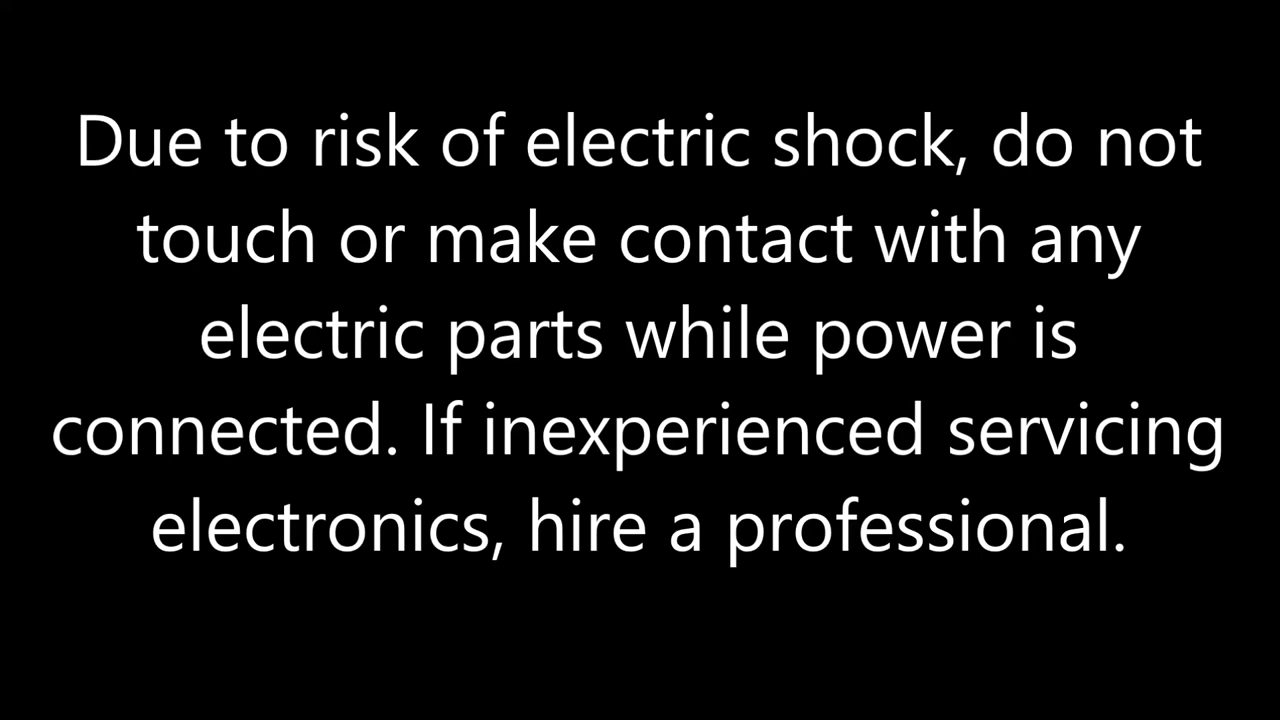 Due to risk of electric shock, do not
touch or make contact with any
electric parts while power is
connected. If inexperienced servicing
electronics, hire a professional.